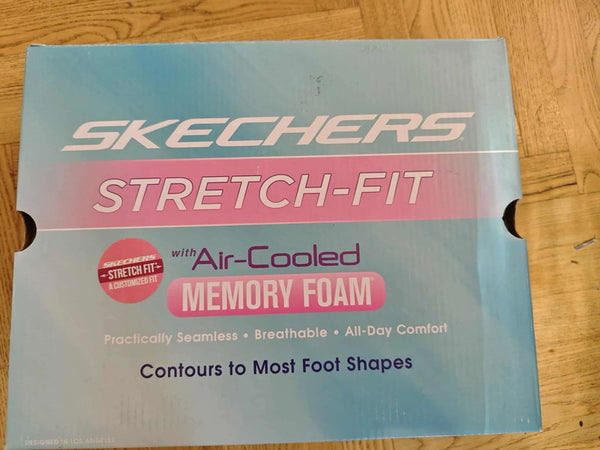 SKECHERS
STRETCH-FIT
with Air-Cooled
MEMORY FOAM
SKECHERS
STRETCH FIT
A CUSTOMIZED FIT
Practically Seamless • Breathable • All-Day Comfort
Contours to Most Foot Shapes
DESIGNED IN LOS ANGELES